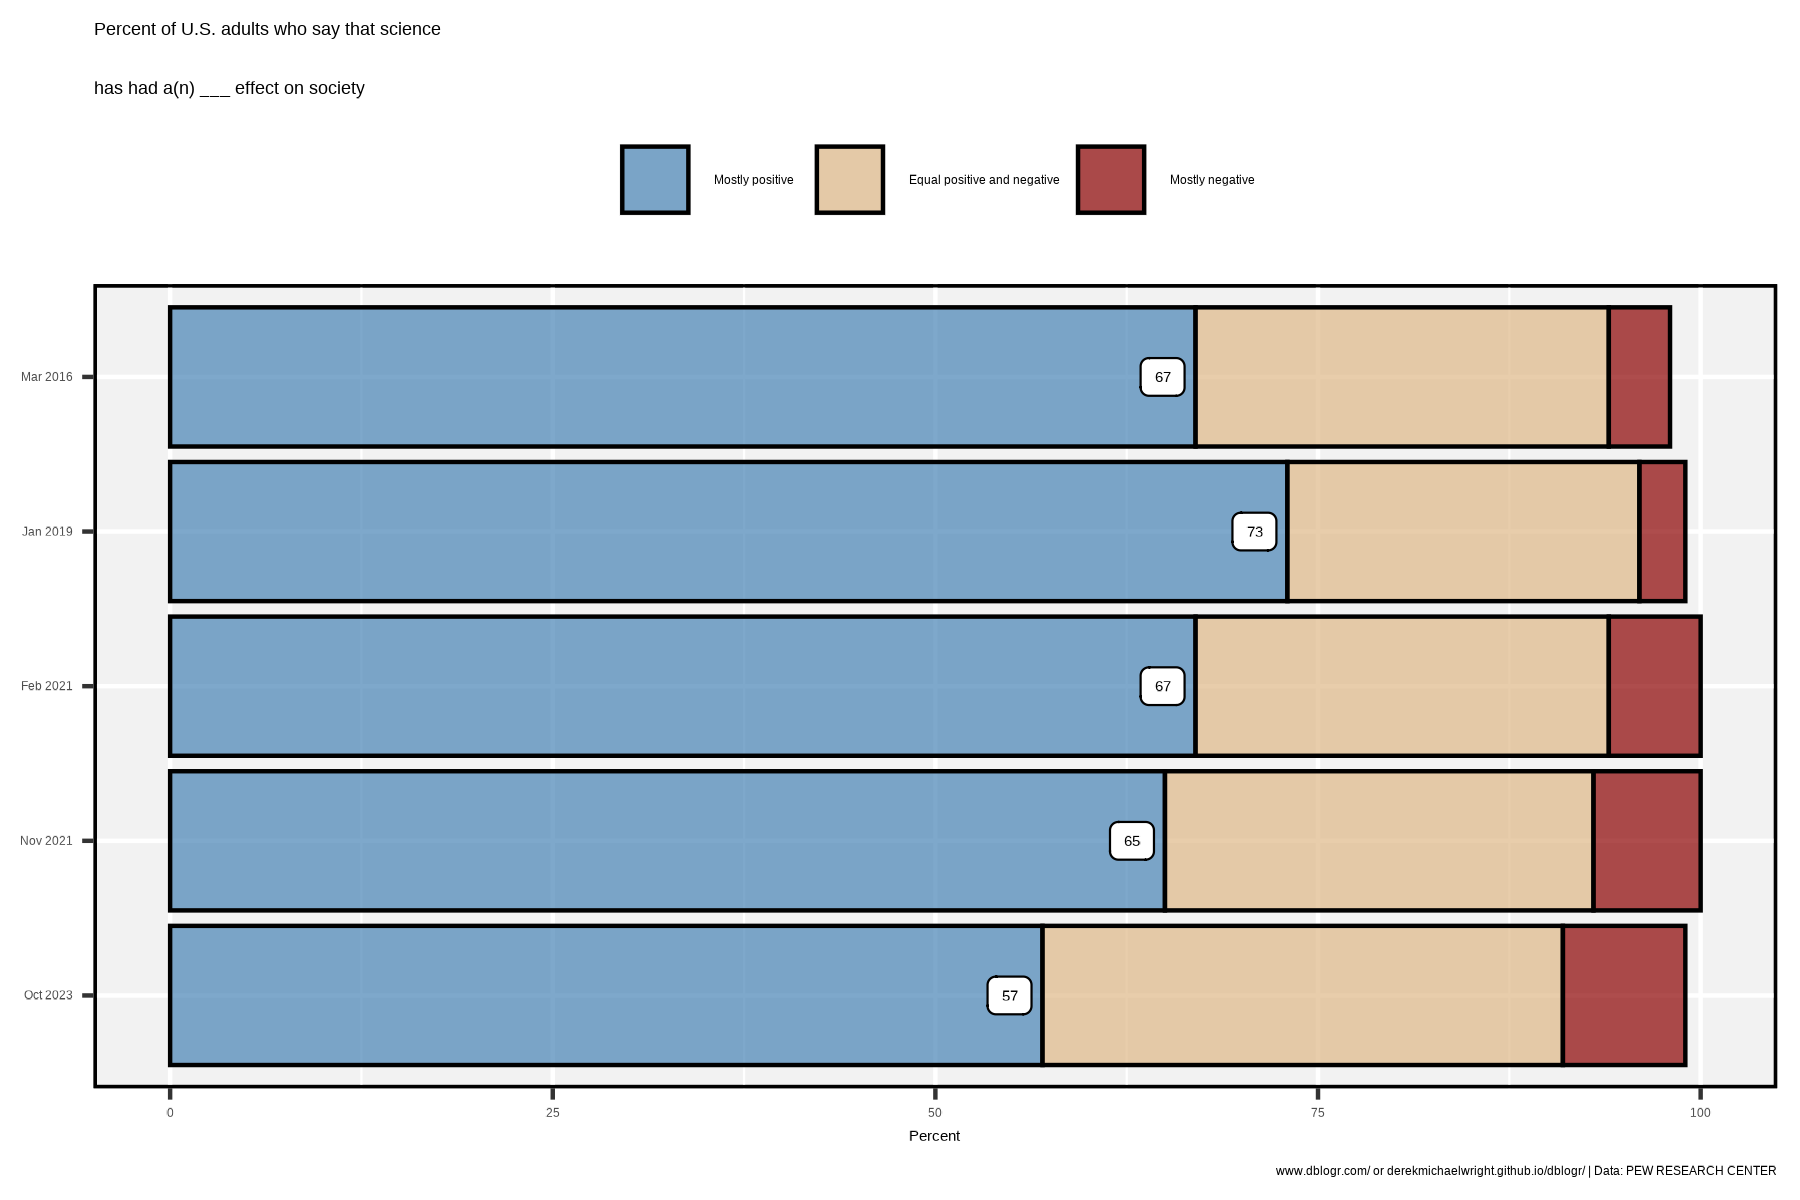 Percent of U.S. adults who say that science
has had a(n) ___ effect on society
Mostly positive
Equal positive and negative
Mostly negative
Mar 2016
67
Jan 2019
73
Feb 2021
67
Nov 2021
65
Oct 2023
57
0
25
50
75
100
Percent
www.dblogr.com/ or derekmichaelwright.github.io/dblogr/ | Data: PEW RESEARCH CENTER